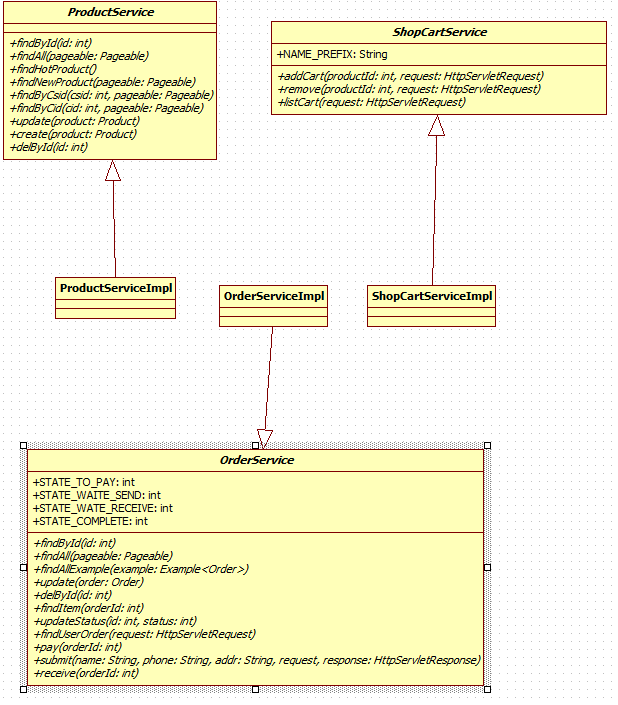 ProductService
+findById(id: int)
+findAll(pageable: Pageable)
+findHotProduct()
+findNewProduct(pageable: Pageable)
+findByCsid(csid: int, pageable: Pageable)
+findByCid(cid: int, pageable: Pageable)
+update(product: Product)
+create(product: Product)
+delById(id: int)
ShopCartService
+NAME_PREFIX: String
+addCart(productId: int, request: HttpServletRequest)
+remove(productId: int, request: HttpServletRequest)
+listCart(request: HttpServletRequest)
ProductServiceImpl
OrderServiceImpl
ShopCartServiceImpl
OrderService
+STATE_TO_PAY: int
+STATE_WAITE_SEND: int
+STATE_WATE_RECEIVE: int
+STATE_COMPLETE: int
+findById(id: int)
+findAll(pageable: Pageable)
+findAllExample(example: Example<Order>)
+update(order: Order)
+delById(id: int)
+findItem(orderId: int)
+updateStatus(id: int, status: int)
+findUserOrder(request: HttpServletRequest)
+pay(orderId: int)
+submit(name: String, phone: String, addr: String, request, response: HttpServletResponse)
+receive(orderId: int)